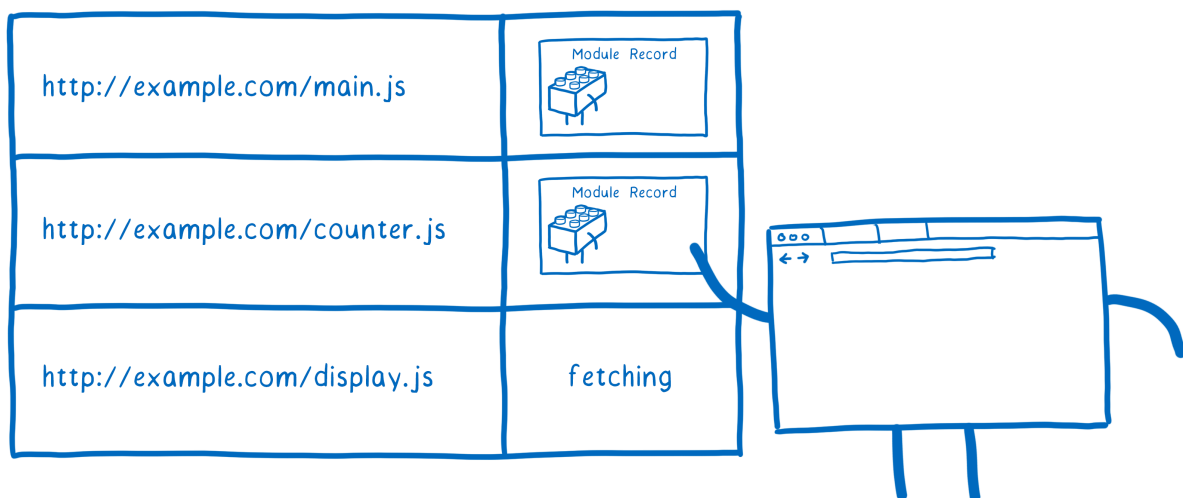 http://example.com/main.js
Module Record
http://example.com/counter.js
Module Record
http://example.com/display.js
fetching